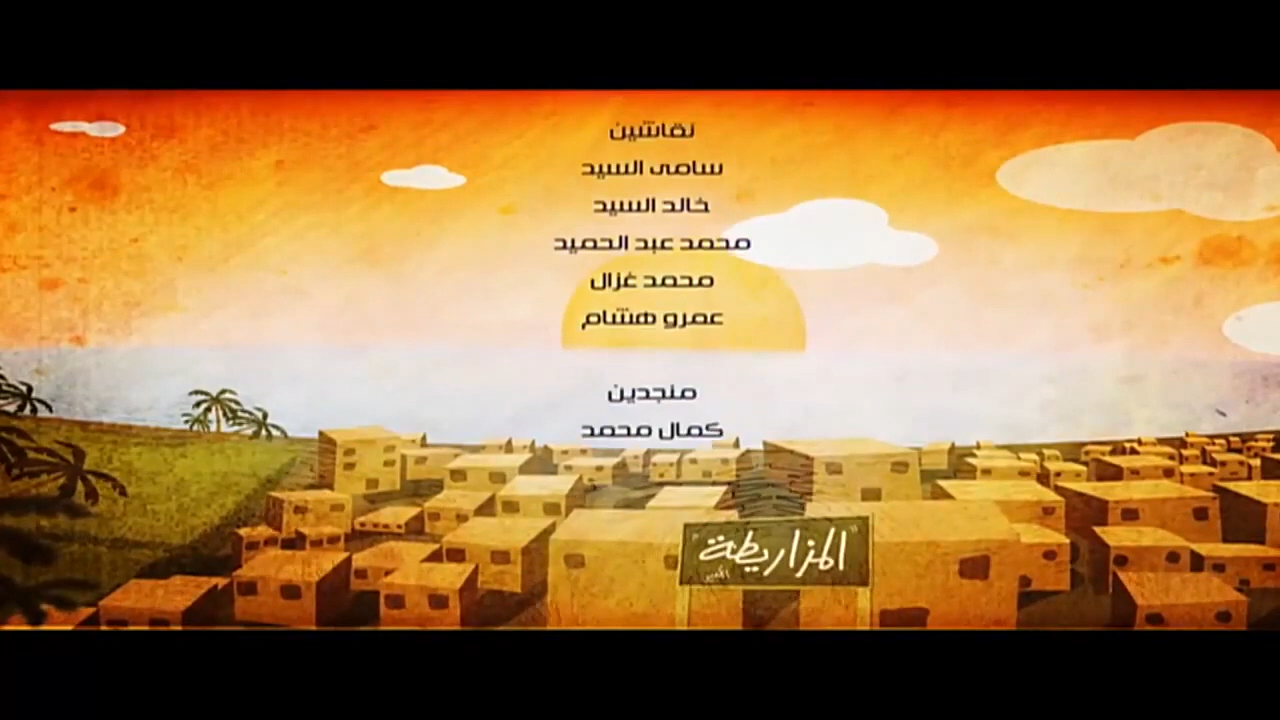 نقاشين
سامى السيد
خالد السيد
محمد عبد الحميد
محمد غزال
عمرو هشام
منجدين
كمال محمد
"المزاريطة"